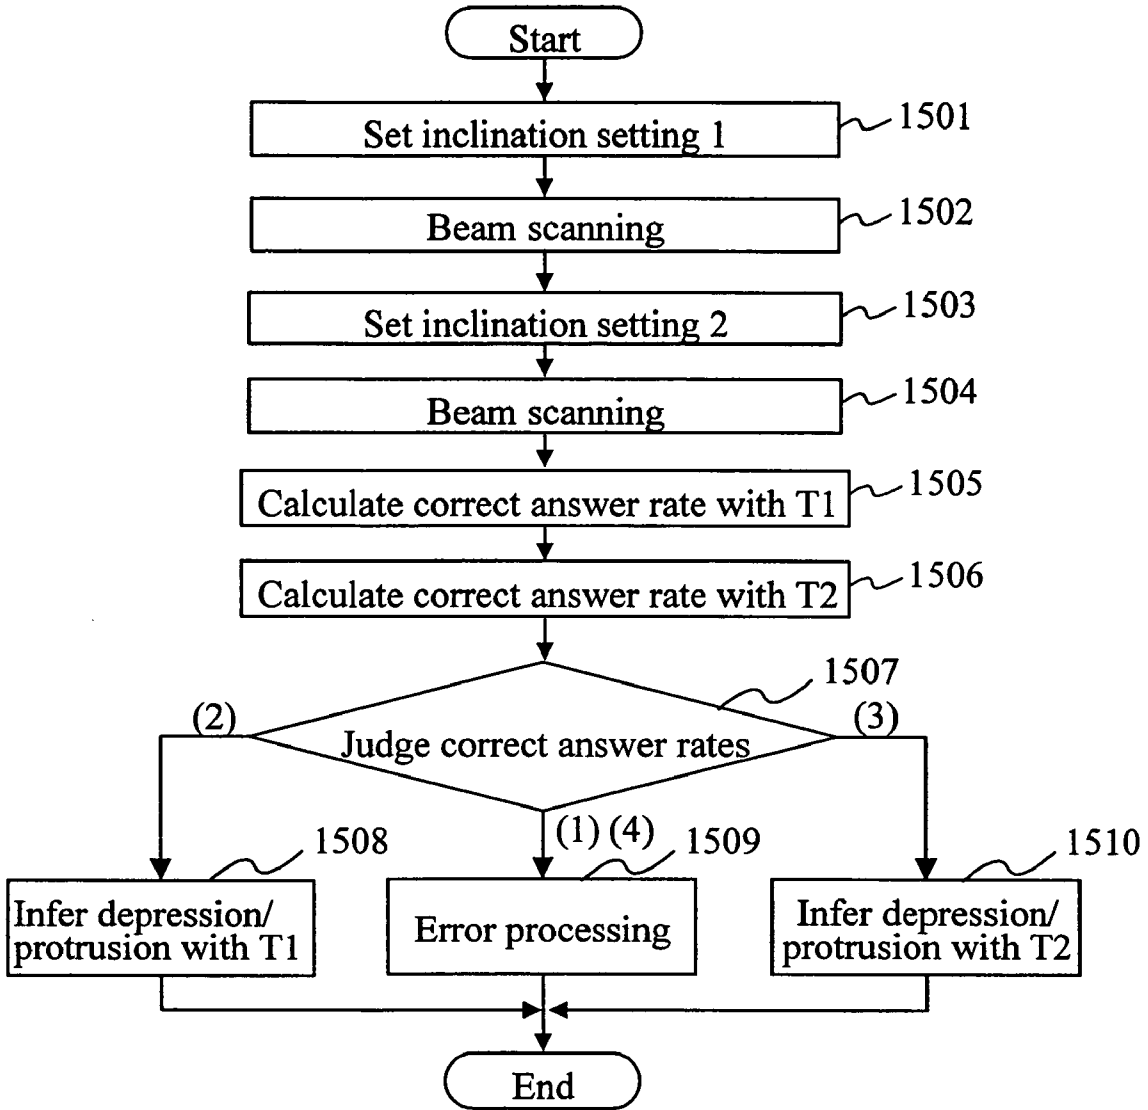 Start
Set inclination setting 1
1501
Beam scanning
1502
Set inclination setting 2
1503
Beam scanning
1504
Calculate correct answer rate with T1
1505
Calculate correct answer rate with T2
1506
1507
(2)
(3)
Judge correct answer rates
(1) (4)
1508
1509
1510
Infer depression/
protrusion with T1
Error processing
Infer depression/
protrusion with T2
End